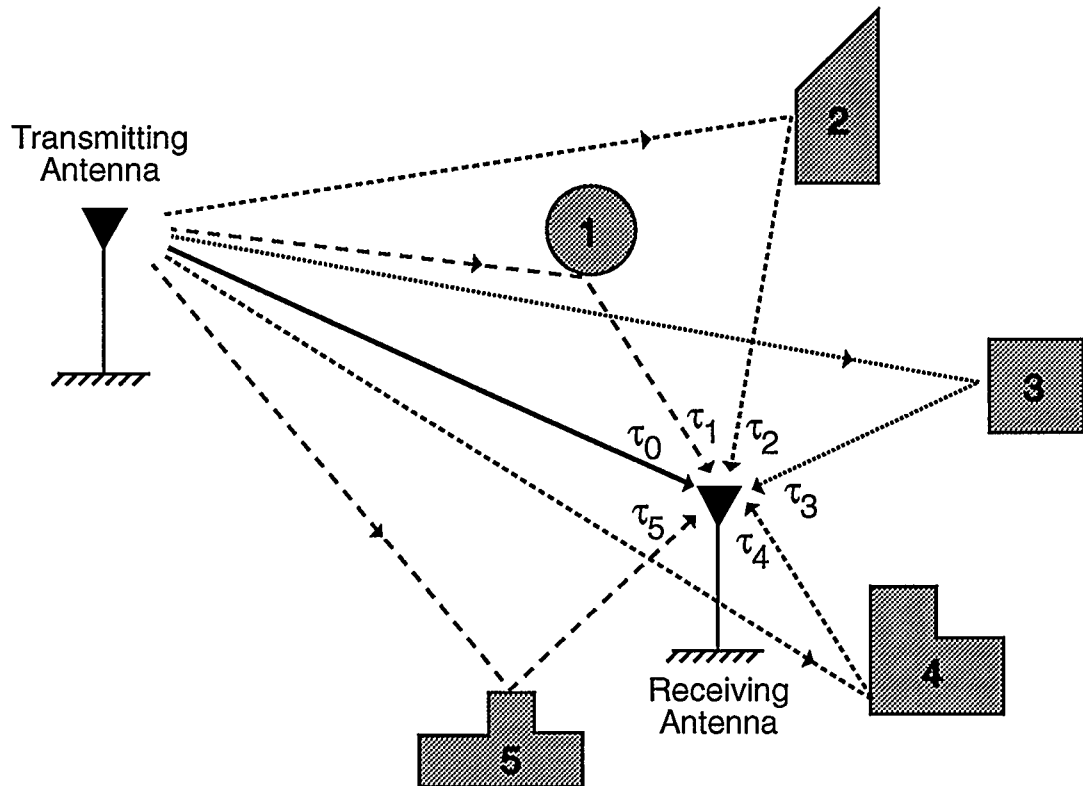 Transmitting
Antenna
2
1
3
τ0
τ1
τ2
τ3
τ4
τ5
4
5
Receiving
Antenna